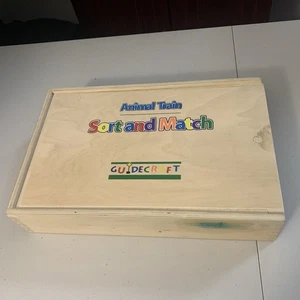 Animal Train
Sort and Match
GUIDECRAFT